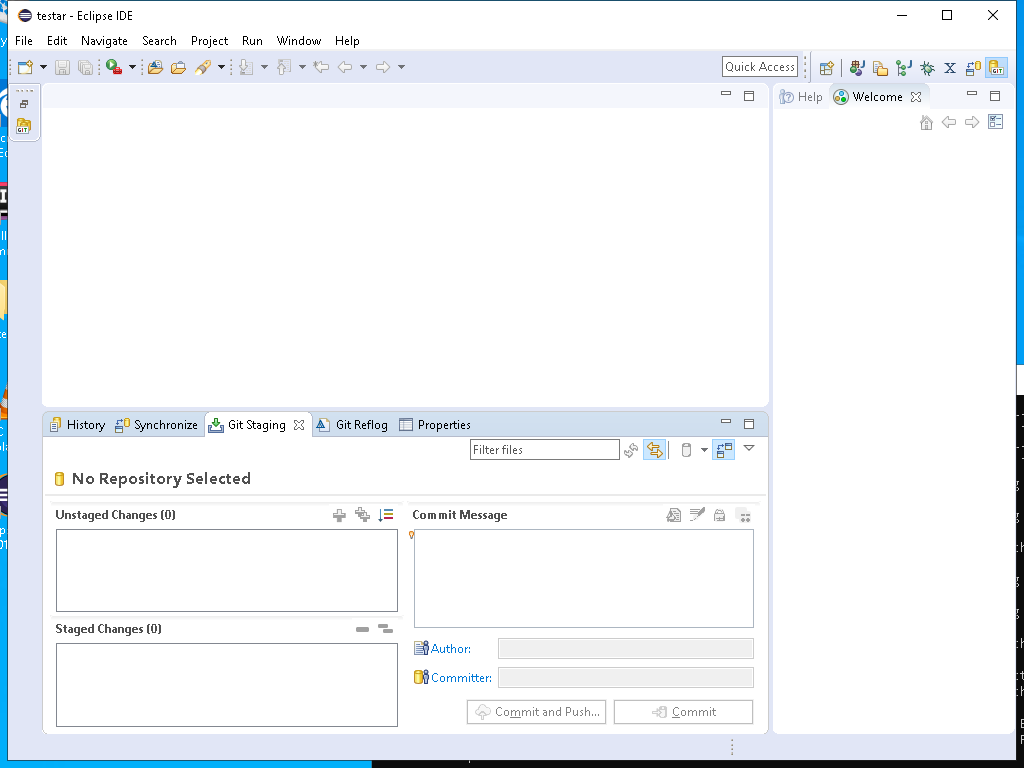 testar - Eclipse IDE
File Edit Navigate Search Project Run Window Help
Quick Access
GIT
GIT
Help Welcome
History Synchronize Git Staging Git Reflog Properties
Filter files
No Repository Selected
Unstaged Changes (0)
Commit Message
Staged Changes (0)
Author:
Committer:
Commit and Push...
Commit